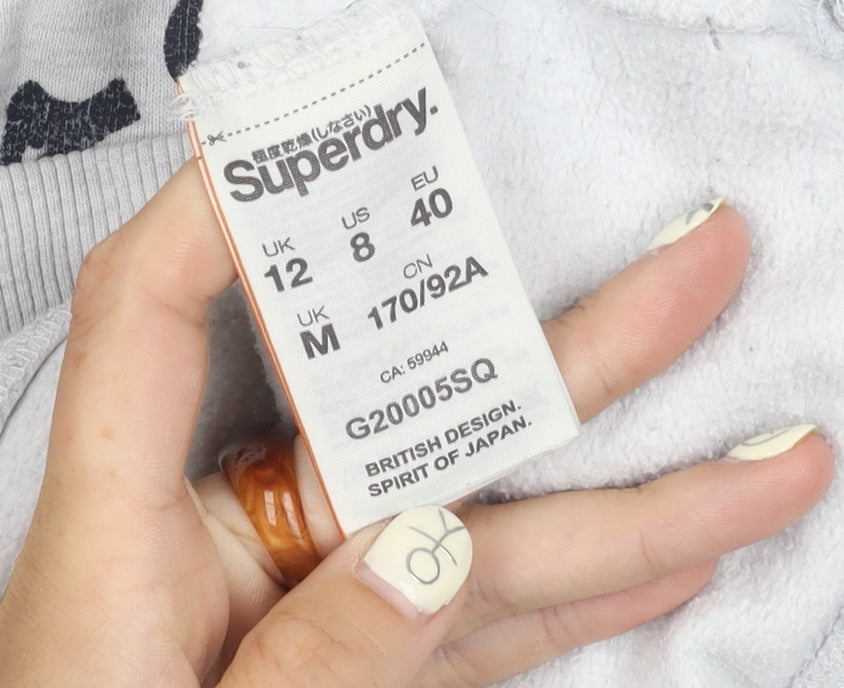 極度乾燥(しなさい)
Superdry.
UK US EU
12 8 40
UK CN
M 170/92A
CA: 59944
G20005SQ
BRITISH DESIGN.
SPIRIT OF JAPAN.
OK